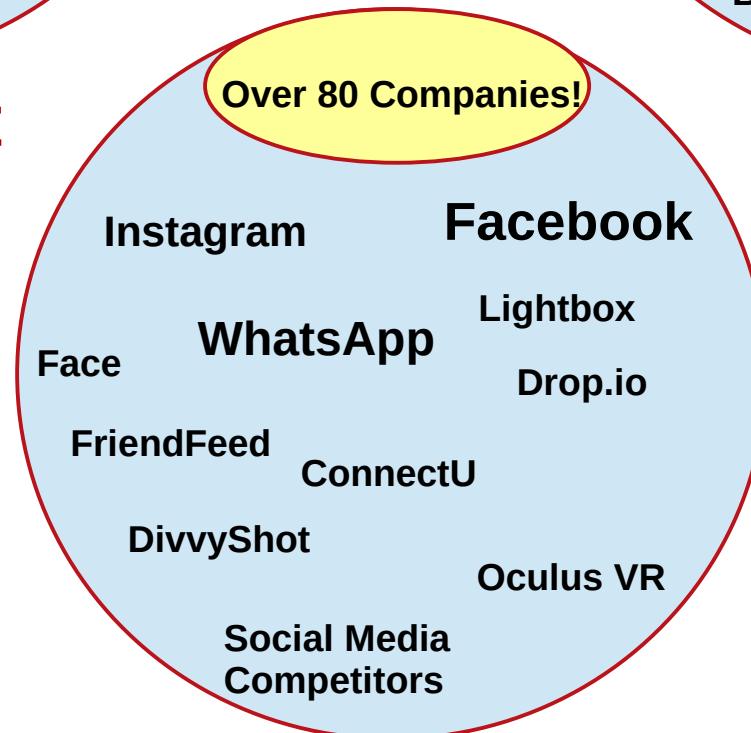 Over 80 Companies!
Instagram
Facebook
Lightbox
WhatsApp
Face
Drop.io
FriendFeed
ConnectU
DivvyShot
Oculus VR
Social Media
Competitors